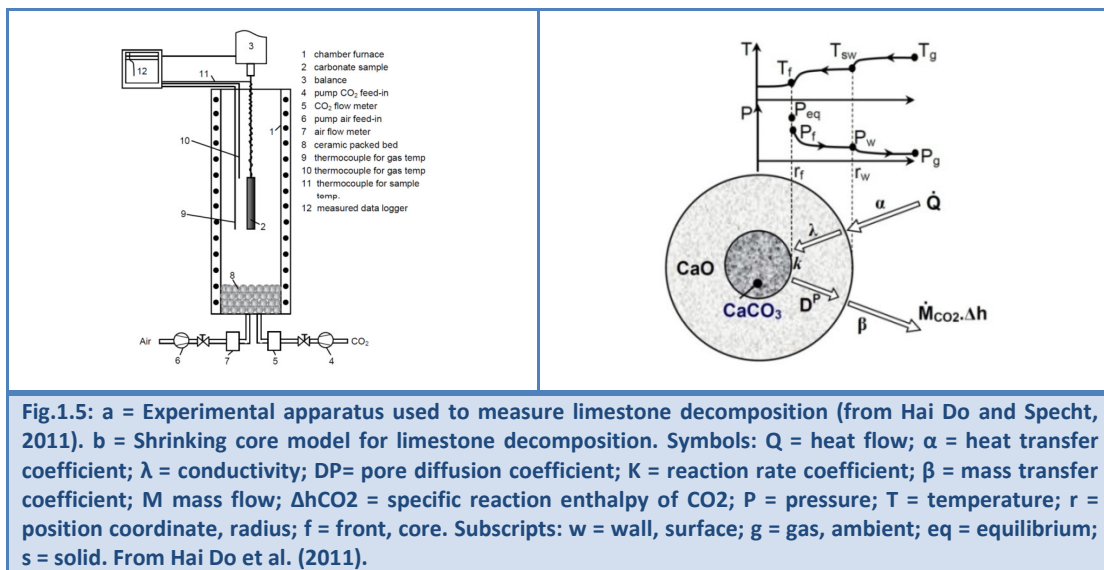 3
12
11
1
10
9
2
8
Air
CO₂
6
7
5
4
1 chamber furnace
2 carbonate sample
3 balance
4 pump CO₂ feed-in
5 CO₂ flow meter
6 pump air feed-in
7 air flow meter
8 ceramic packed bed
9 thermocouple for gas temp
10 thermocouple for gas temp
11 thermocouple for sample
temp.
12 measured data logger
T
T_f
T_sw
T_g
P
P_eq
P_f
P_w
P_g
r_f
r_w
α
Q̇
λ
k
CaO
CaCO₃
D^P
β
Ṁ_CO2.Δh
Fig.1.5: a = Experimental apparatus used to measure limestone decomposition (from Hai Do and Specht,
2011). b = Shrinking core model for limestone decomposition. Symbols: Q = heat flow; α = heat transfer
coefficient; λ = conductivity; DP= pore diffusion coefficient; K = reaction rate coefficient; β = mass transfer
coefficient; M mass flow; ΔhCO2 = specific reaction enthalpy of CO2; P = pressure; T = temperature; r =
position coordinate, radius; f = front, core. Subscripts: w = wall, surface; g = gas, ambient; eq = equilibrium;
s = solid. From Hai Do et al. (2011).